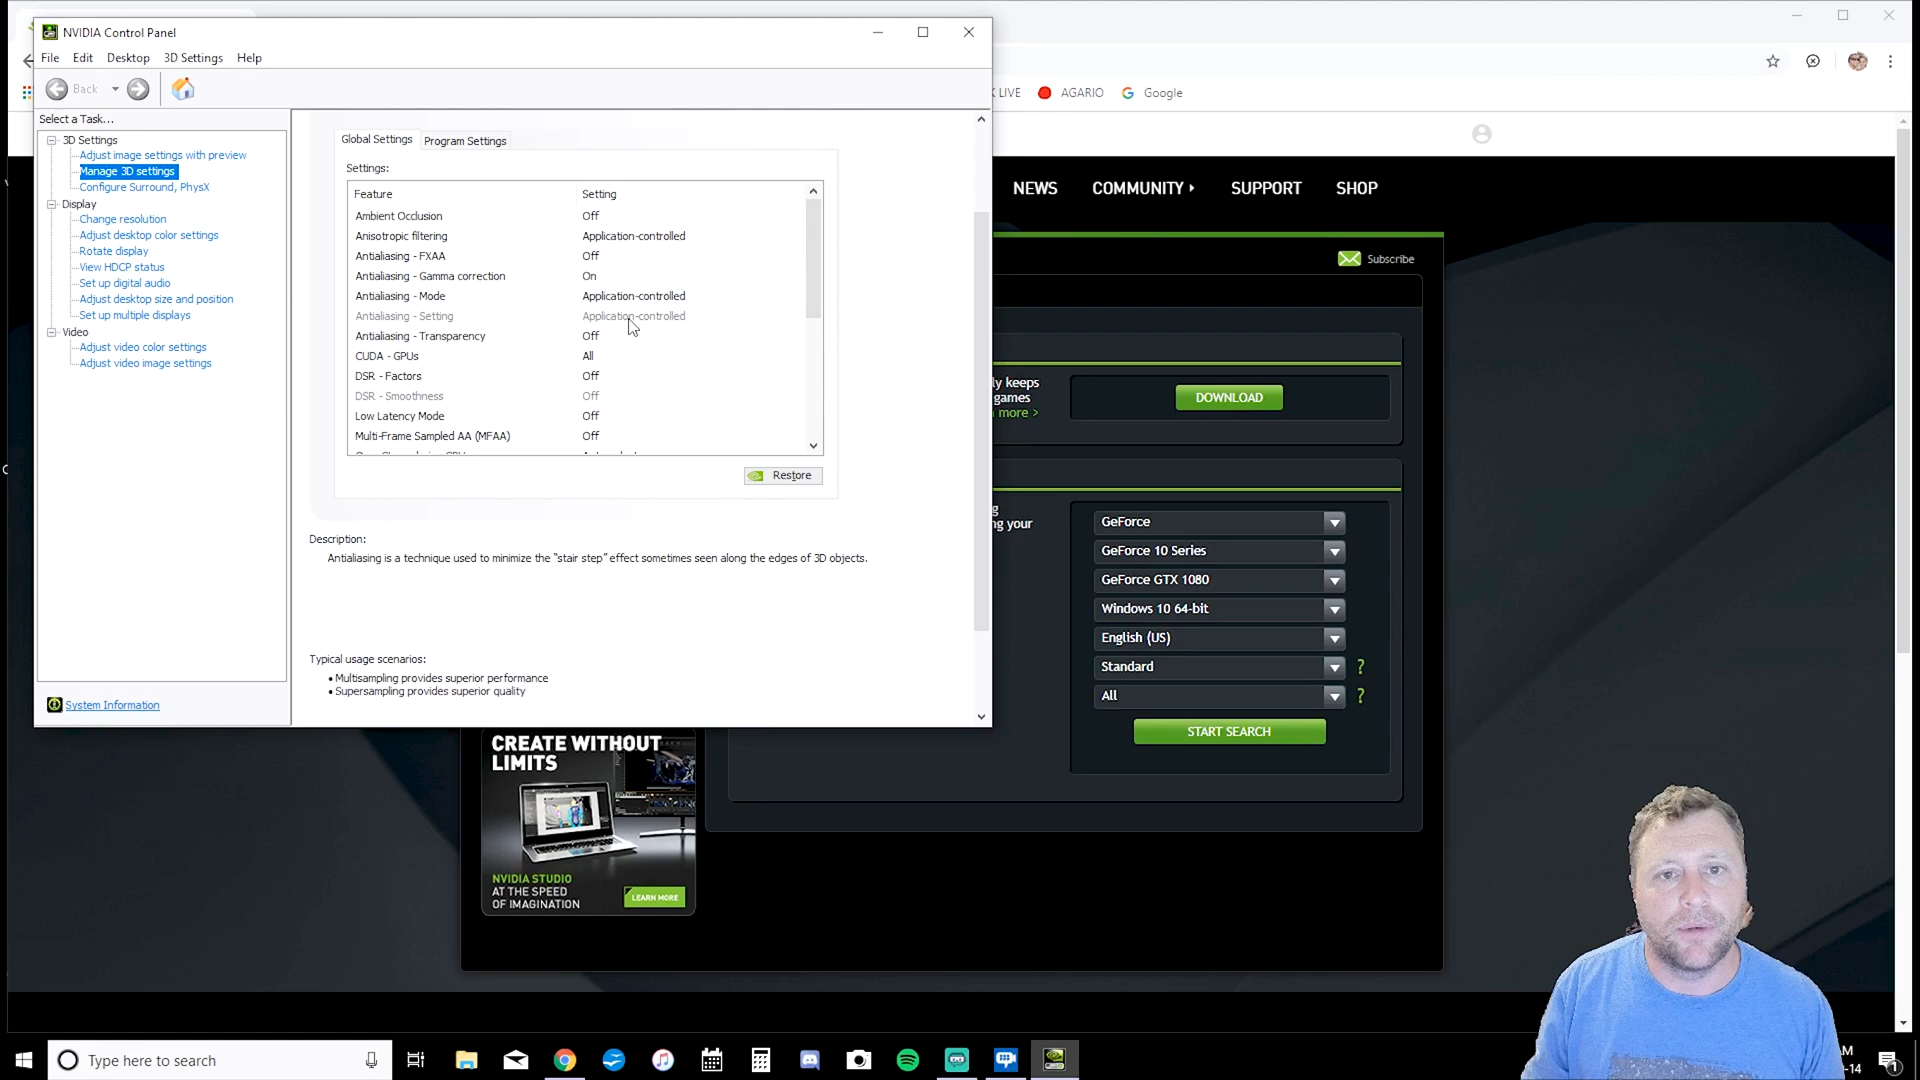 NVIDIA Control Panel
File Edit Desktop 3D Settings Help
Back
Select a Task...
3D Settings
Adjust image settings with preview
Manage 3D settings
Configure Surround, PhysX
Display
Change resolution
Adjust desktop color settings
Rotate display
View HDCP status
Set up digital audio
Adjust desktop size and position
Set up multiple displays
Video
Adjust video color settings
Adjust video image settings
System Information
Global Settings Program Settings
Settings:
Feature Setting
Ambient Occlusion Off
Anisotropic filtering Application-controlled
Antialiasing - FXAA Off
Antialiasing - Gamma correction On
Antialiasing - Mode Application-controlled
Antialiasing - Setting Application-controlled
Antialiasing - Transparency Off
CUDA - GPUs All
DSR - Factors Off
DSR - Smoothness Off
Low Latency Mode Off
Multi-Frame Sampled AA (MFAA) Off
Restore
Description:
Antialiasing is a technique used to minimize the “stair step” effect sometimes seen along the edges of 3D objects.
Typical usage scenarios:
• Multisampling provides superior performance
• Supersampling provides superior quality
LIVE AGARIO Google
NEWS COMMUNITY SUPPORT SHOP
Subscribe
keeps
games
more >
DOWNLOAD
your
GeForce
GeForce 10 Series
GeForce GTX 1080
Windows 10 64-bit
English (US)
Standard ?
All ?
START SEARCH
CREATE WITHOUT
LIMITS
NVIDIA STUDIO
AT THE SPEED
OF IMAGINATION
LEARN MORE
Type here to search
-14
1